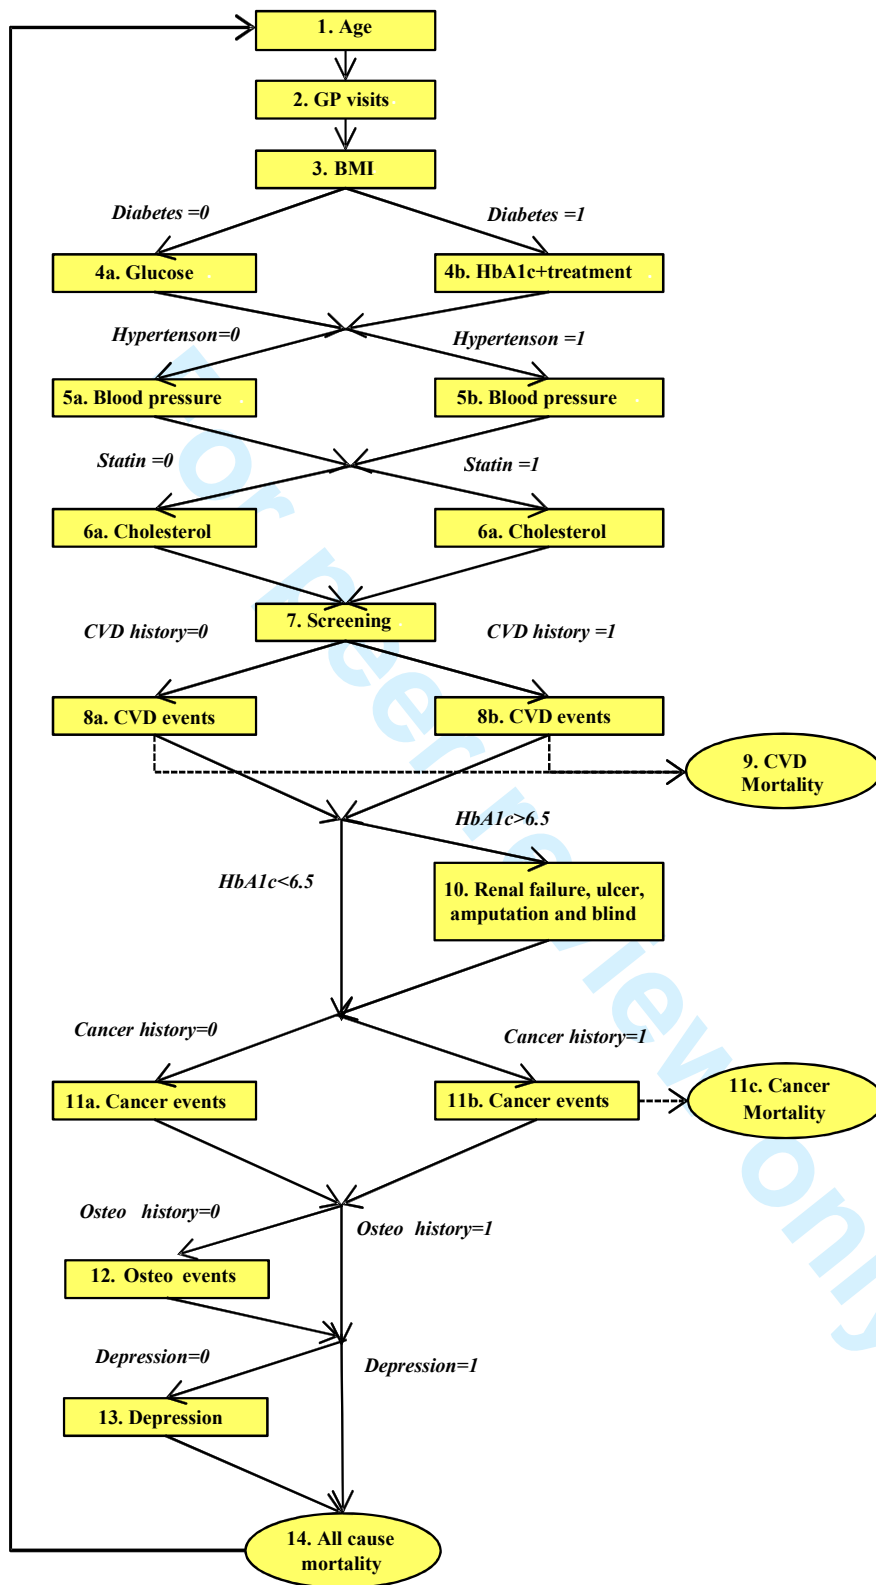 1. Age
2. GP visits
3. BMI
Diabetes =0
Diabetes =1
4a. Glucose
4b. HbA1c+treatment
Hypertenson=0
Hypertenson =1
5a. Blood pressure
5b. Blood pressure
Statin =0
Statin =1
6a. Cholesterol
6a. Cholesterol
7. Screening
CVD history=0
CVD history =1
8a. CVD events
8b. CVD events
9. CVD
Mortality
HbA1c>6.5
HbA1c<6.5
10. Renal failure, ulcer,
amputation and blind
Cancer history=0
Cancer history=1
11a. Cancer events
11b. Cancer events
11c. Cancer
Mortality
Osteo history=0
Osteo history=1
12. Osteo events
Depression=0
Depression=1
13. Depression
14. All cause
mortality
For peer review only